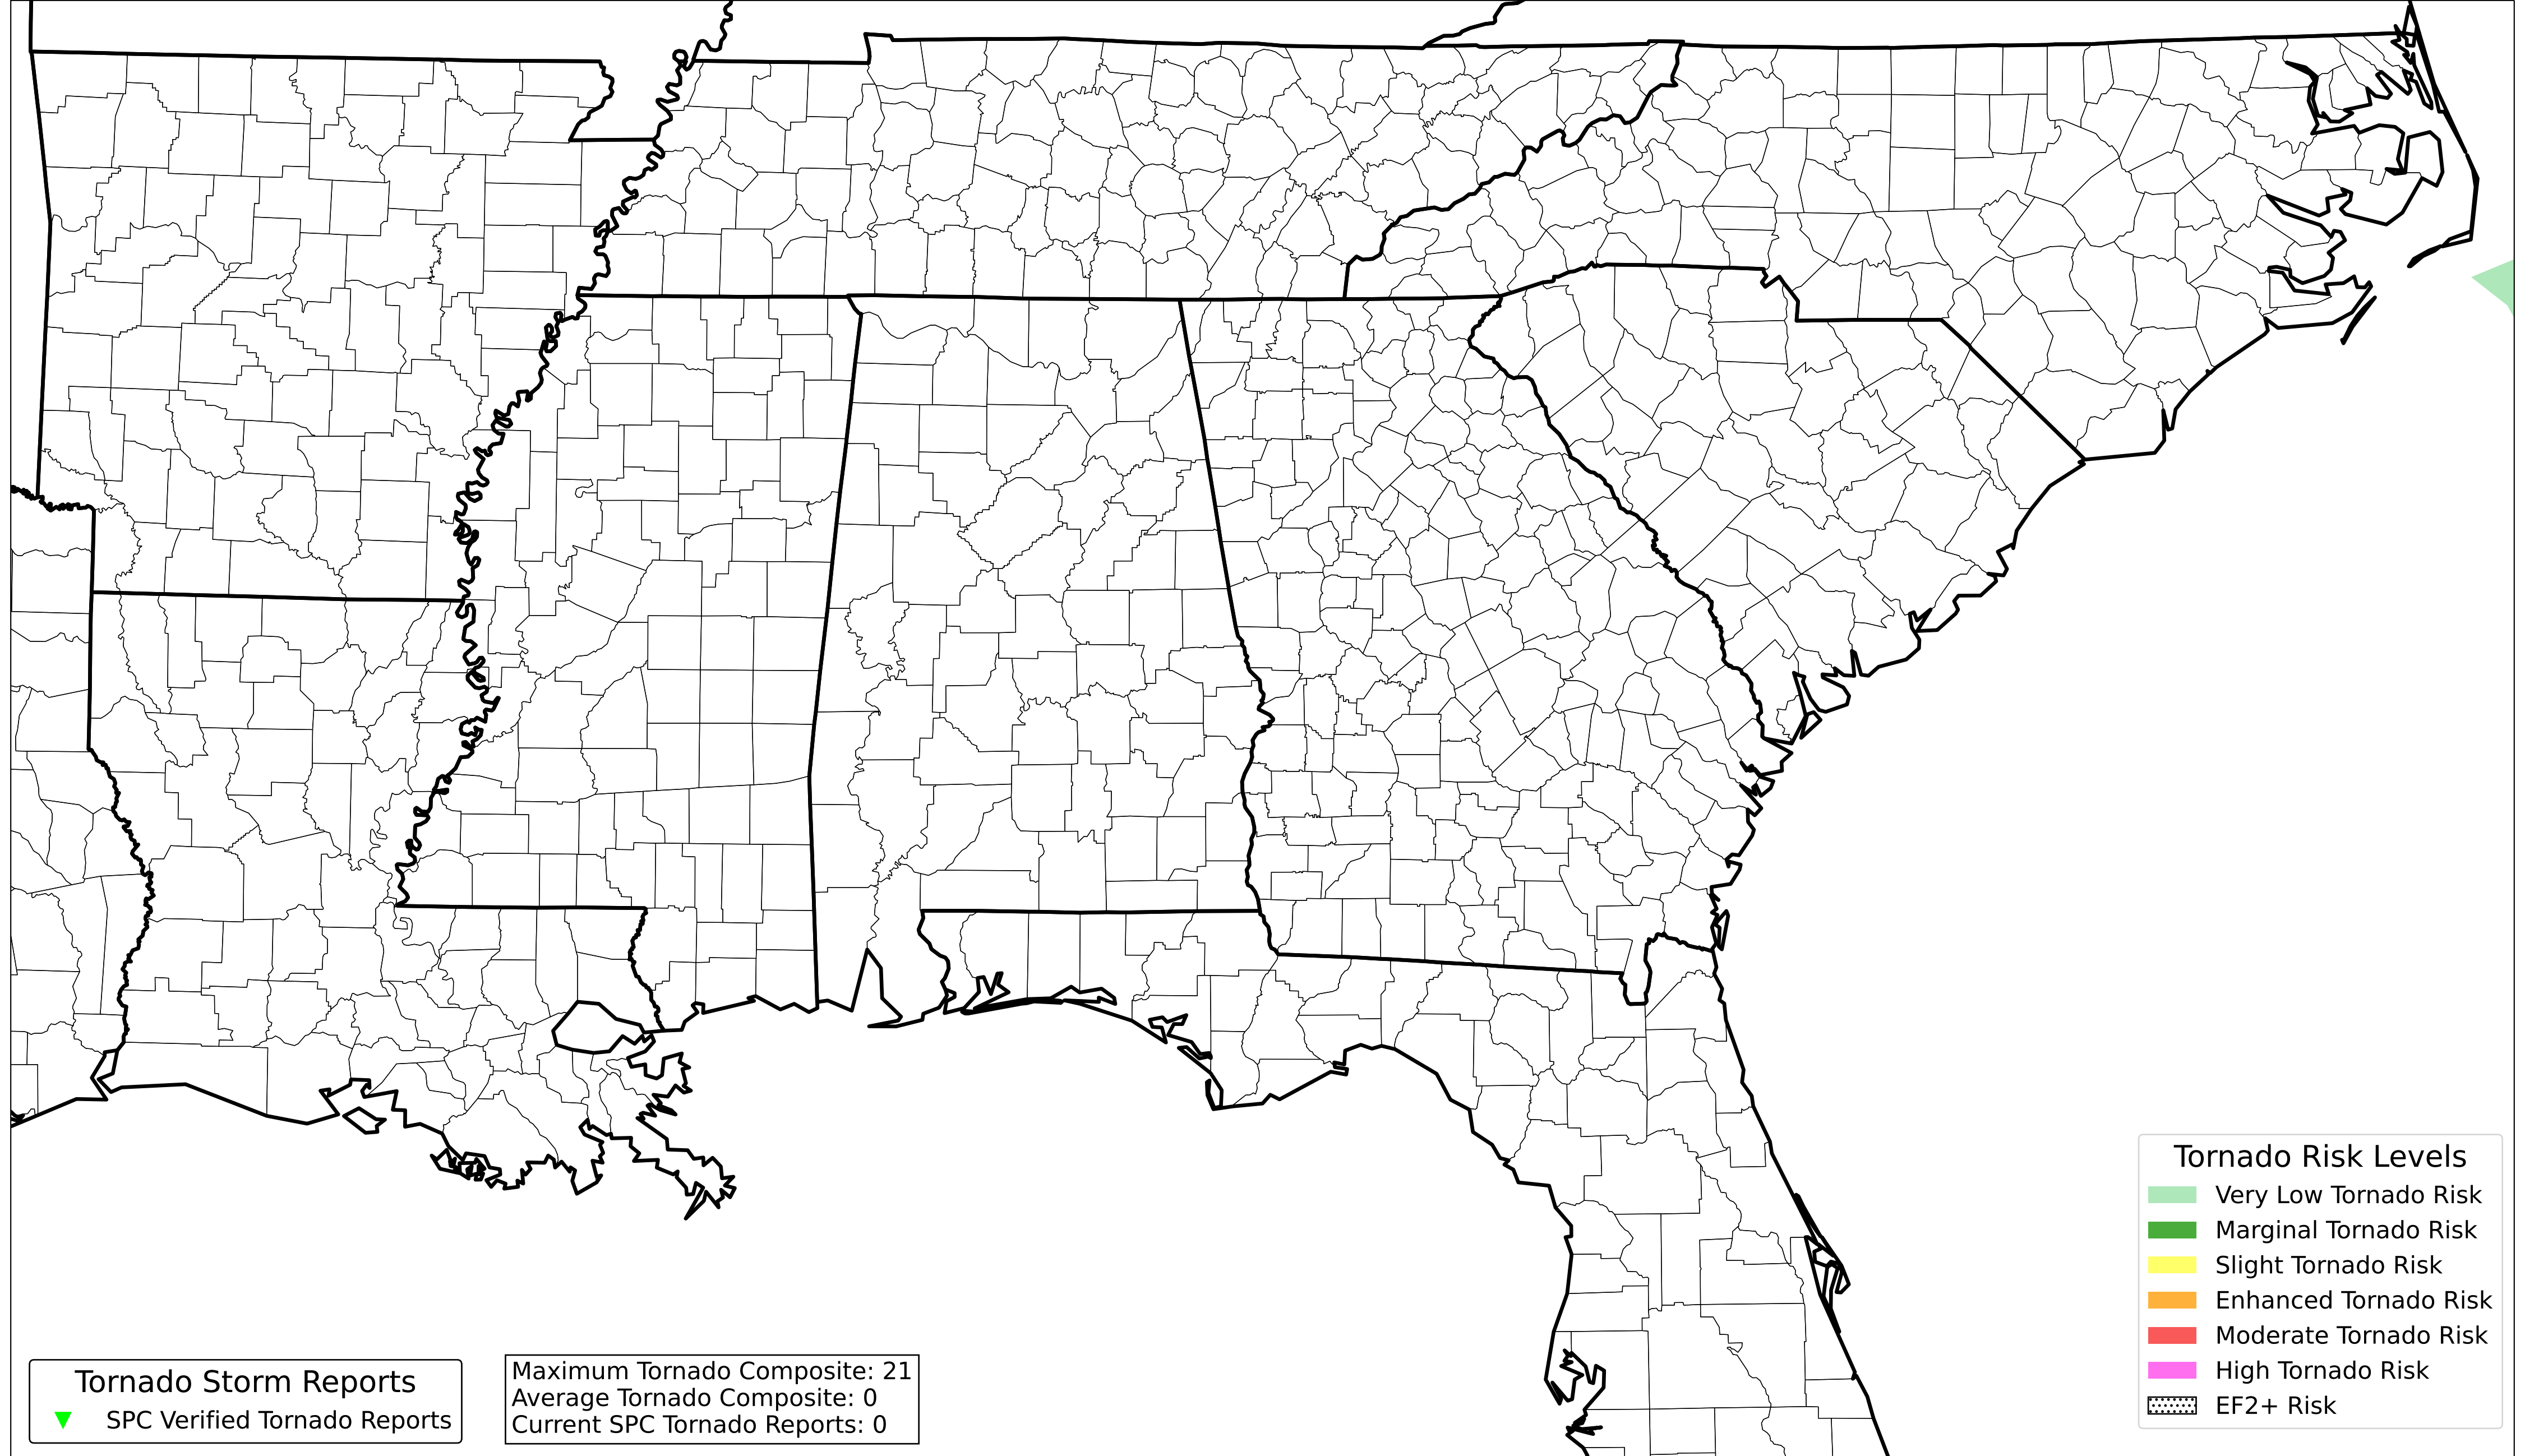 Tornado Risk Levels
Very Low Tornado Risk
Marginal Tornado Risk
Slight Tornado Risk
Enhanced Tornado Risk
Moderate Tornado Risk
High Tornado Risk
EF2+ Risk
Tornado Storm Reports
SPC Verified Tornado Reports
Maximum Tornado Composite: 21
Average Tornado Composite: 0
Current SPC Tornado Reports: 0